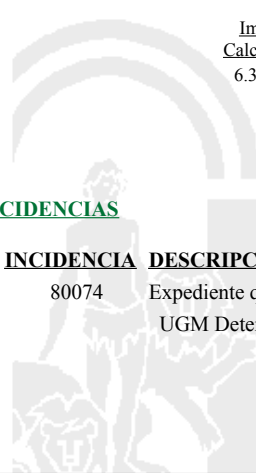 Im
Calc
6.3
CIDENCIAS
INCIDENCIA DESCRIPC
80074 Expediente
UGM Deter